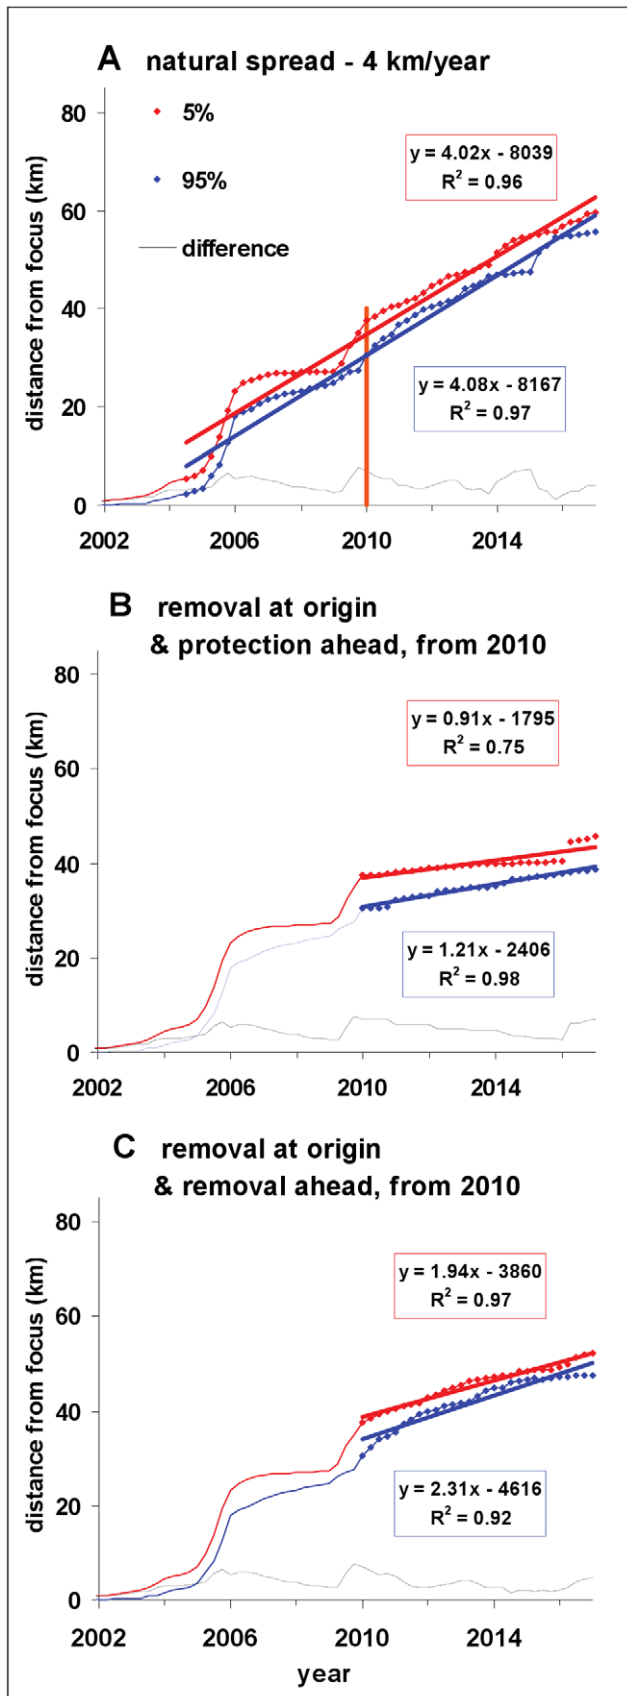 A natural spread - 4 km/year
80
60
40
20
0
distance from focus (km)
5%
95%
difference
y = 4.02x - 8039
R² = 0.96
y = 4.08x - 8167
R² = 0.97
2002 2006 2010 2014
B removal at origin
& protection ahead, from 2010
80
60
40
20
0
distance from focus (km)
y = 0.91x - 1795
R² = 0.75
y = 1.21x - 2406
R² = 0.98
2002 2006 2010 2014
C removal at origin
& removal ahead, from 2010
80
60
40
20
0
distance from focus (km)
y = 1.94x - 3860
R² = 0.97
y = 2.31x - 4616
R² = 0.92
2002 2006 2010 2014
year